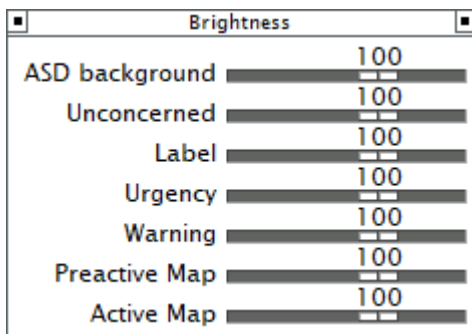 Brightness
100
ASD background
100
Unconcerned
100
Label
100
Urgency
100
Warning
100
Preactive Map
100
Active Map